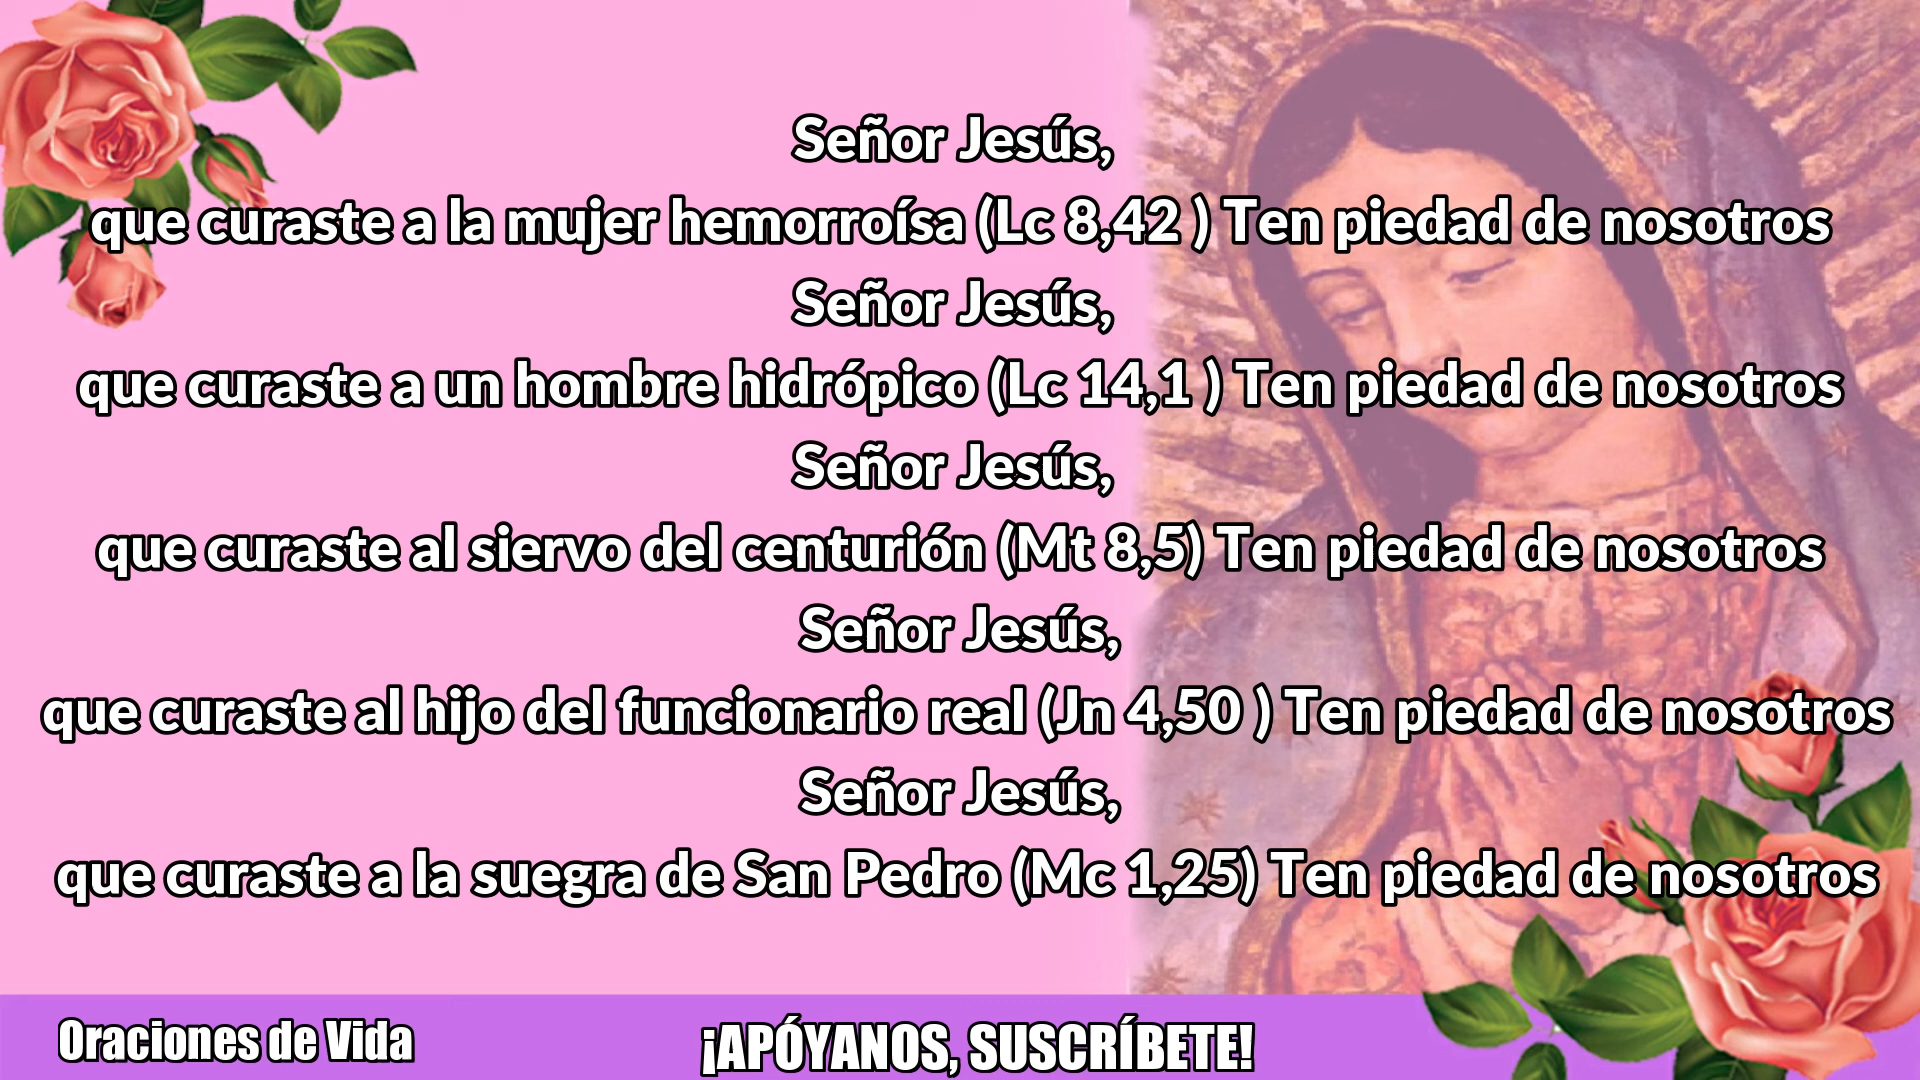 Señor Jesús,
que curaste a la mujer hemorroísa (Lc 8,42 ) Ten piedad de nosotros
Señor Jesús,
que curaste a un hombre hidrópico (Lc 14,1 ) Ten piedad de nosotros
Señor Jesús,
que curaste al siervo del centurión (Mt 8,5) Ten piedad de nosotros
Señor Jesús,
que curaste al hijo del funcionario real (Jn 4,50 ) Ten piedad de nosotros
Señor Jesús,
que curaste a la suegra de San Pedro (Mc 1,25) Ten piedad de nosotros
Oraciones de Vida
¡APÓYANOS, SUSCRÍBETE!